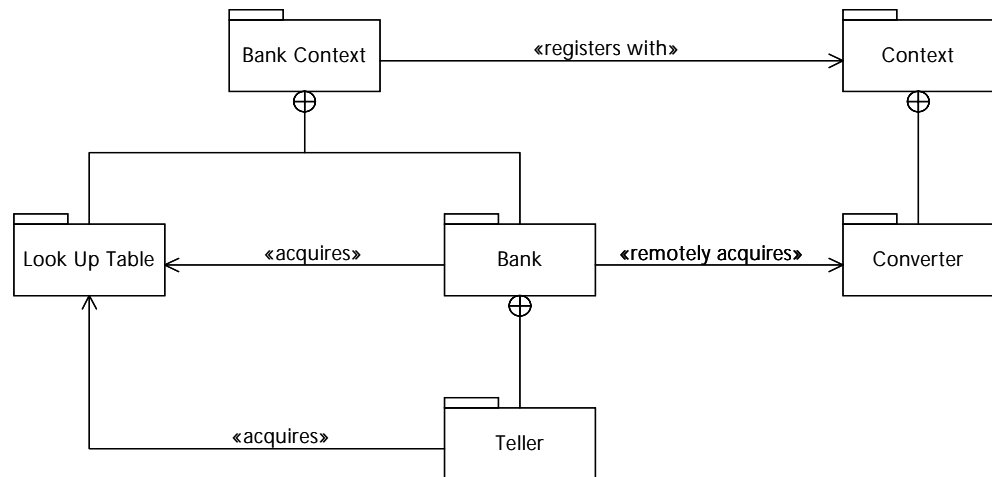 Bank Context
«registers with»
Context
Look Up Table
«acquires»
Bank
«remotely acquires»
Converter
«acquires»
Teller